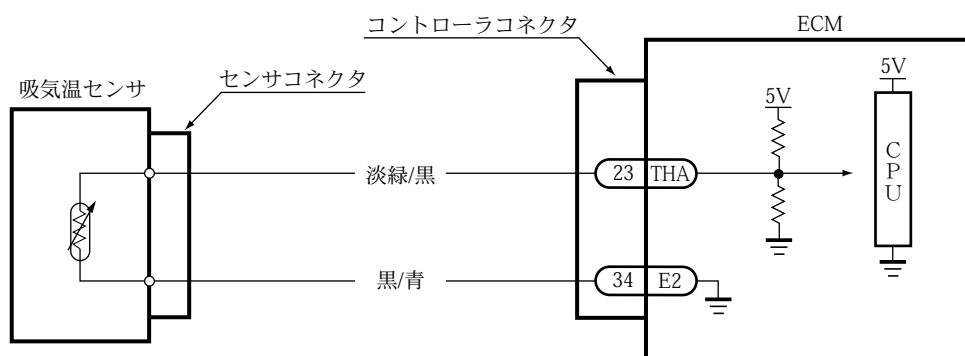 コントローラコネクタ
ECM
吸気温センサ
センサコネクタ
5V
5V
淡緑/黒
23
THA
CPU
黒/青
34
E2